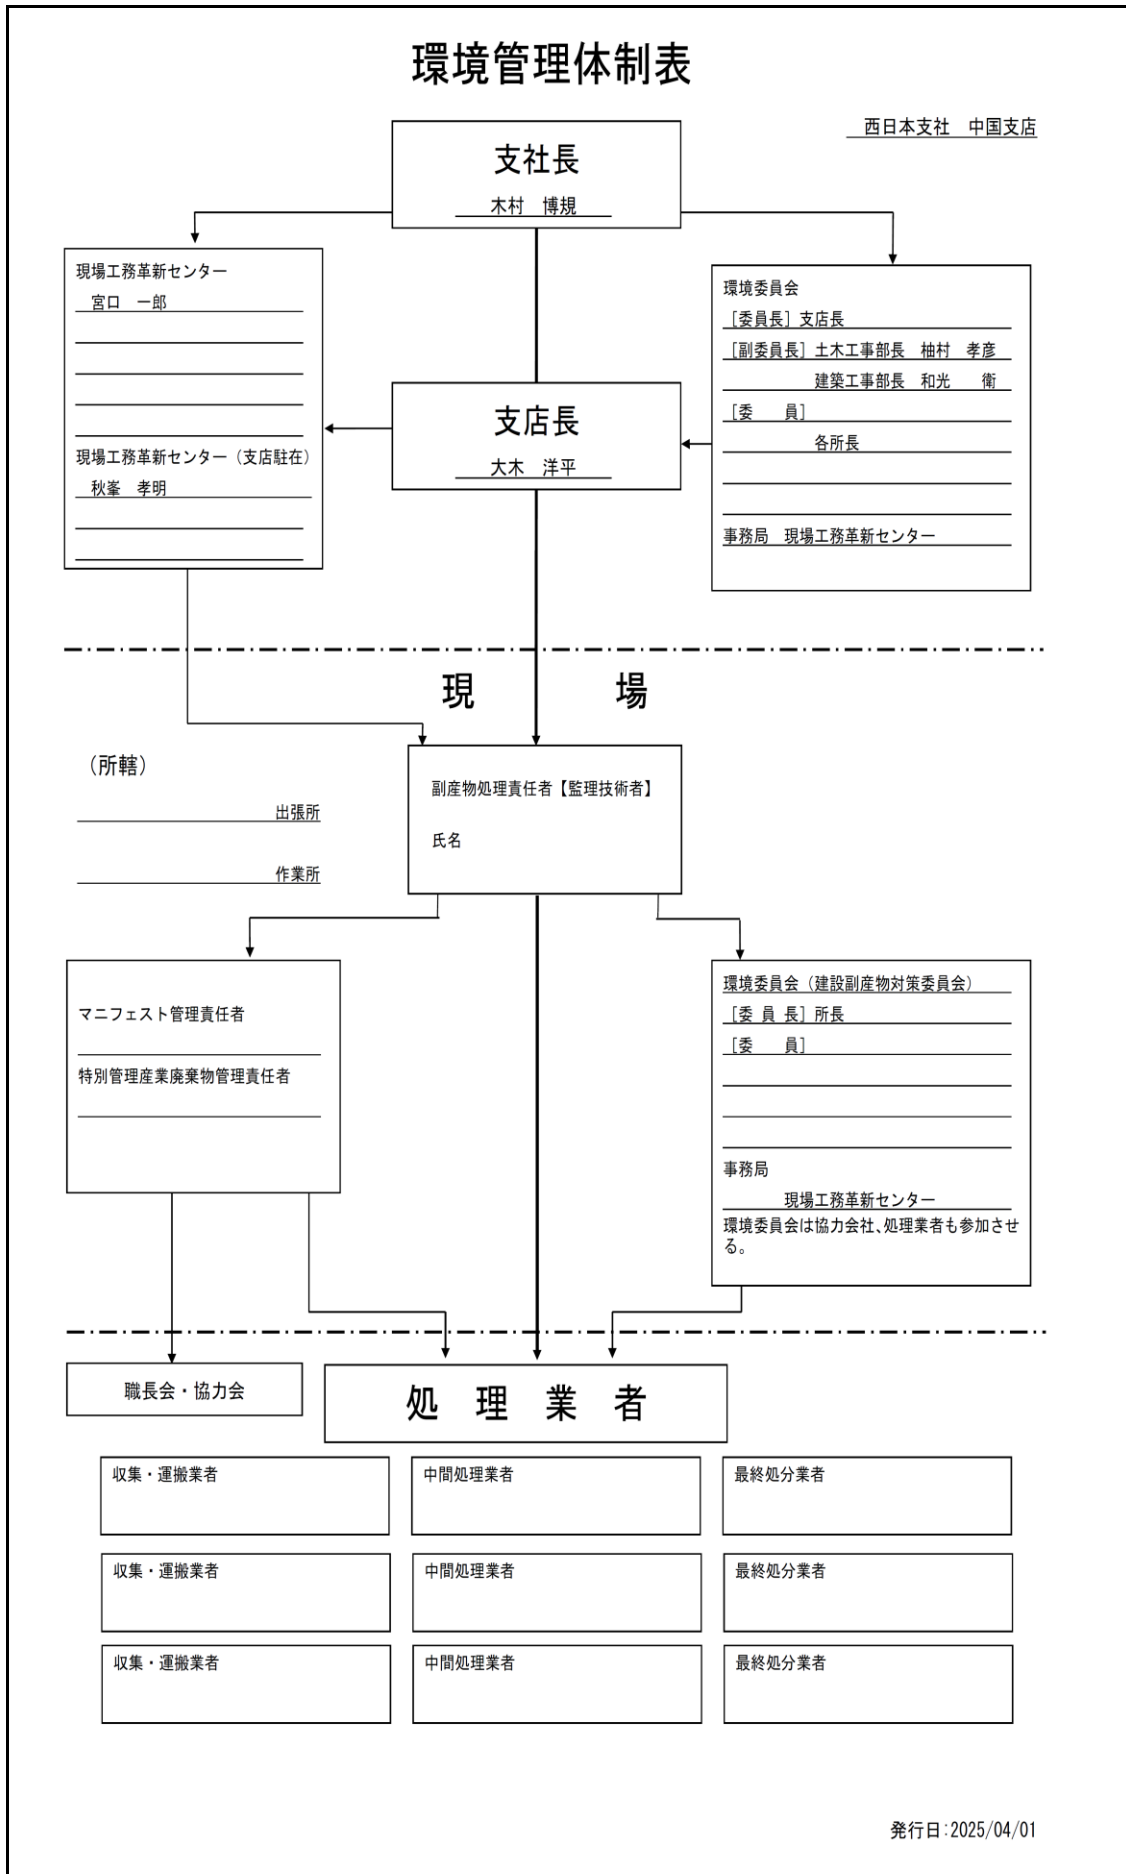 環境管理体制表
西日本支社　中国支店
支社長
木村　博規
現場工務革新センター
宮口　一郎
現場工務革新センター（支店駐在）
秋峯　孝明
環境委員会
［委員長］支店長
［副委員長］土木工事部長　柚村　孝彦
建築工事部長　和光　　衛
［委　　員］
各所長
事務局　現場工務革新センター
支店長
大木　洋平
現　場
（所轄）
出張所
作業所
副産物処理責任者【監理技術者】
氏名
マニフェスト管理責任者
特別管理産業廃棄物管理責任者
環境委員会（建設副産物対策委員会）
［委 員 長］所長
［委　　員］
事務局
現場工務革新センター
環境委員会は協力会社、処理業者も参加させ
る。
職長会・協力会
処　理　業　者
収集・運搬業者
中間処理業者
最終処分業者
収集・運搬業者
中間処理業者
最終処分業者
収集・運搬業者
中間処理業者
最終処分業者
発行日:2025/04/01